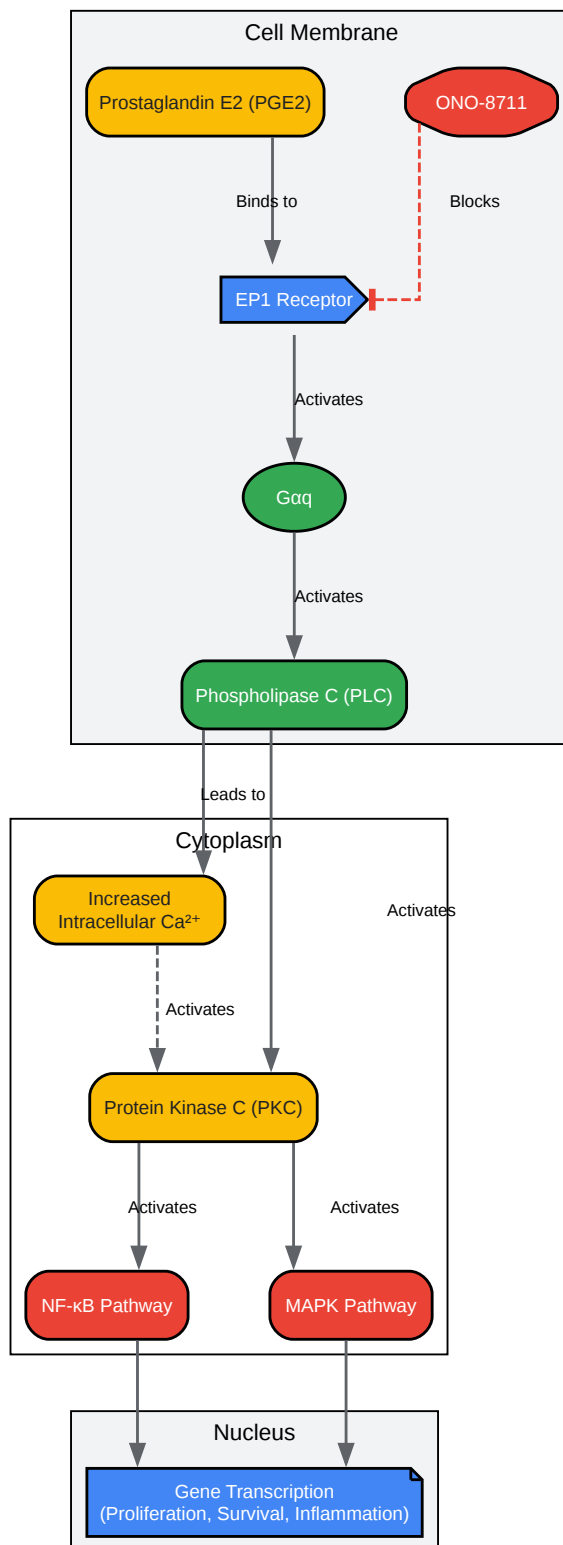 Cell Membrane
Prostaglandin E2 (PGE2)
ONO-8711
Binds to
Blocks
EP1 Receptor
Activates
Gαq
Activates
Phospholipase C (PLC)
Leads to
Cytoplasm
Increased
Intracellular Ca²⁺
Activates
Activates
Protein Kinase C (PKC)
Activates
Activates
NF-κB Pathway
MAPK Pathway
Nucleus
Gene Transcription
(Proliferation, Survival, Inflammation)